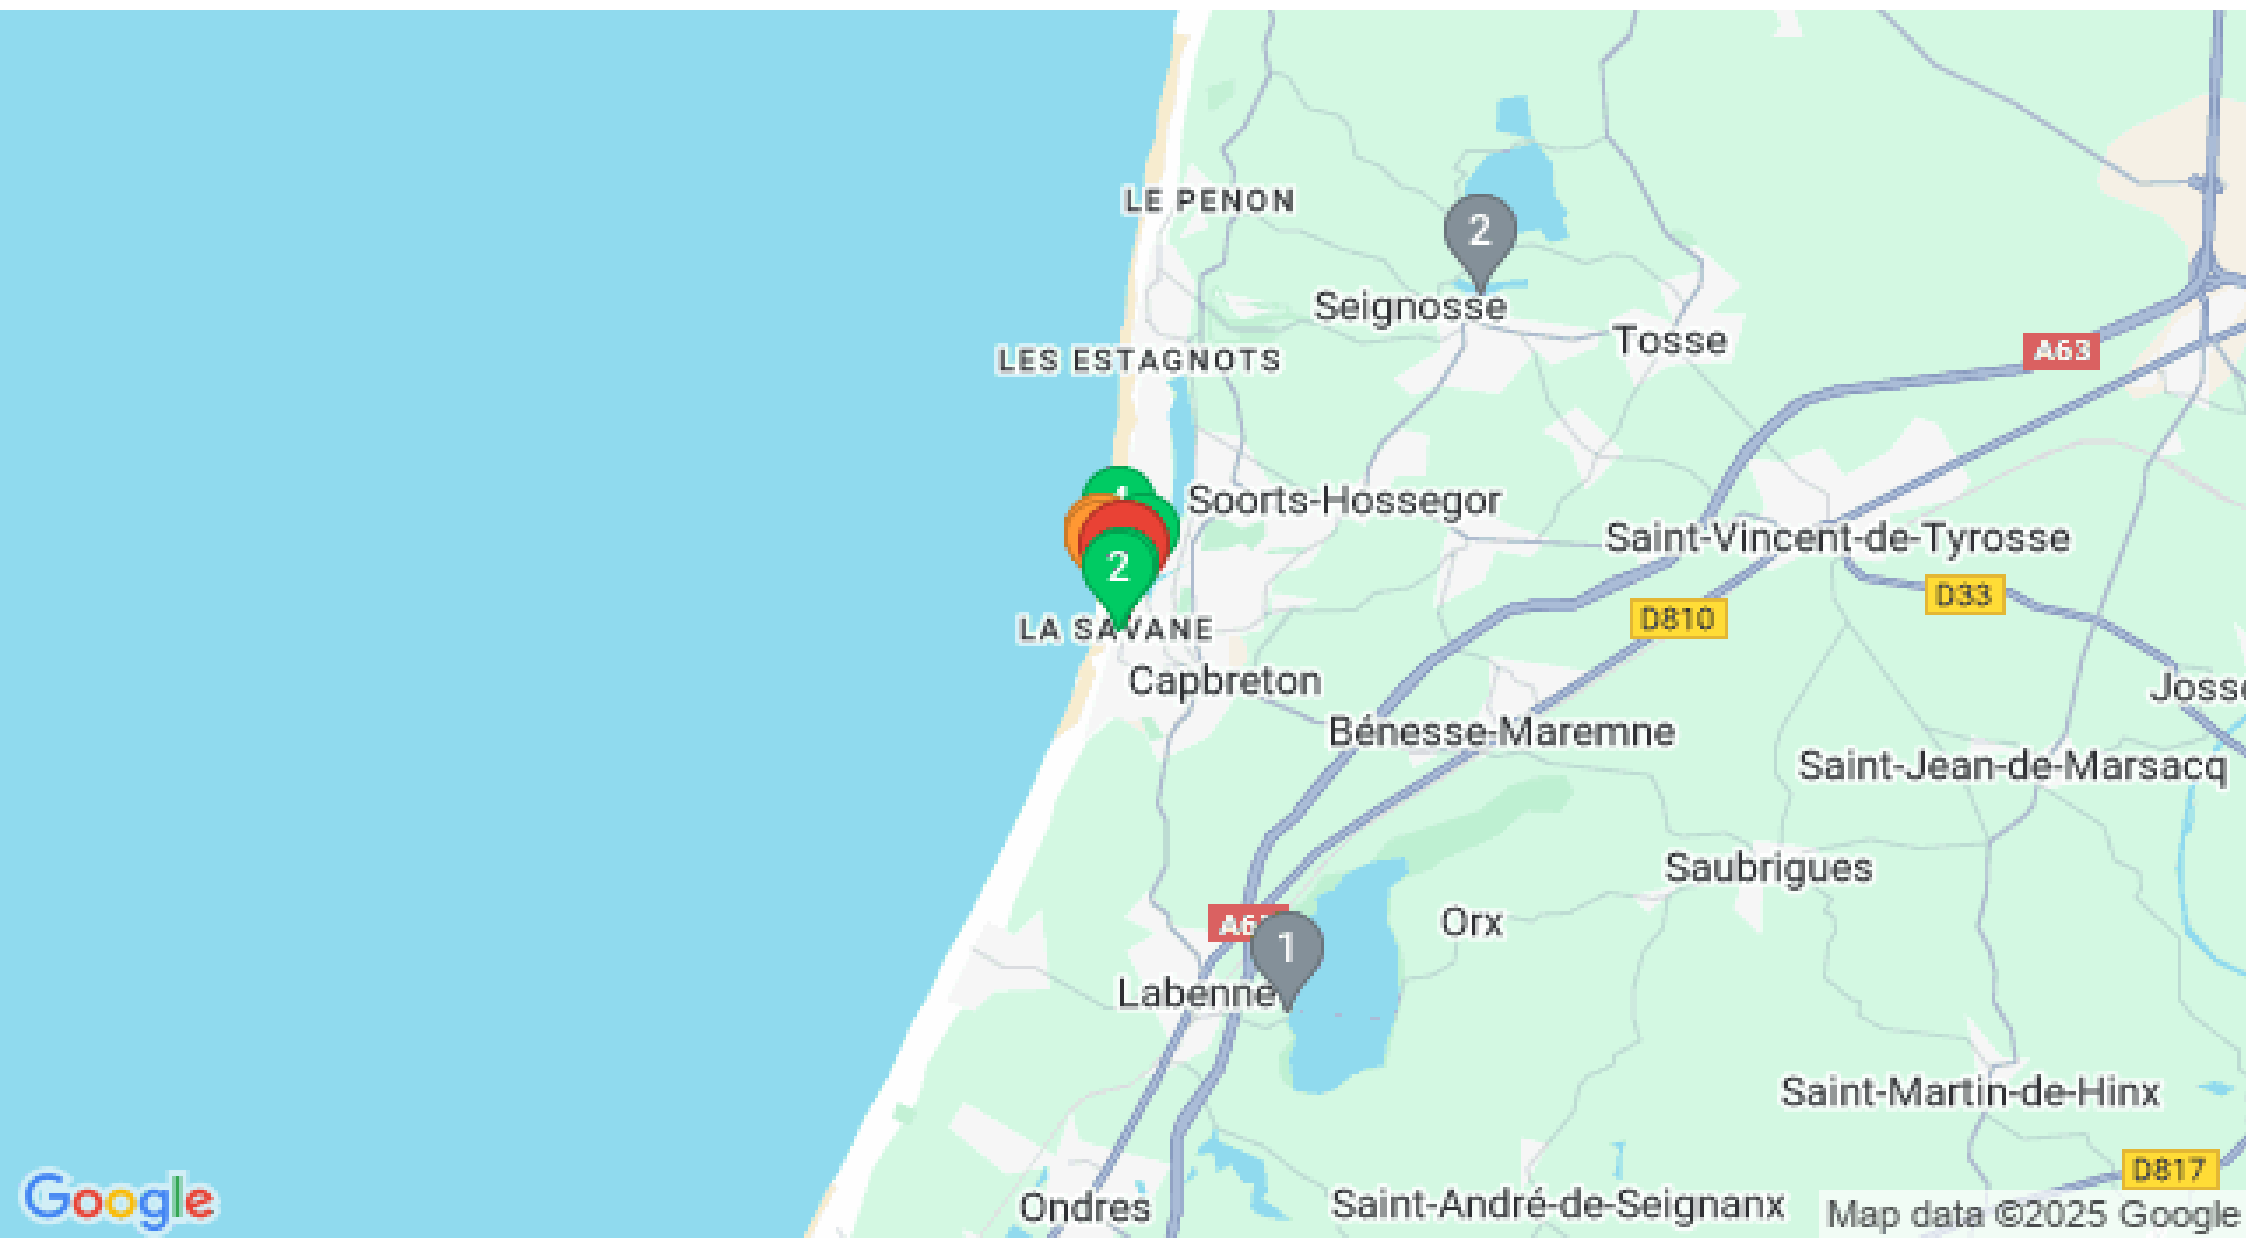 LE PENON
2
Seignosse
Tosse
A63
LES ESTAGNOTS
Soorts-Hossegor
Saint-Vincent-de-Tyrosse
2
D33
D810
LA SAVANE
Capbreton
Bénesse-Maremne
Saint-Jean-de-Marsacq
Saubrigues
Orx
1
Labenne
Saint-Martin-de-Hinx
D817
Google
Ondres
Saint-André-de-Seignanx
Map data ©2025 Google